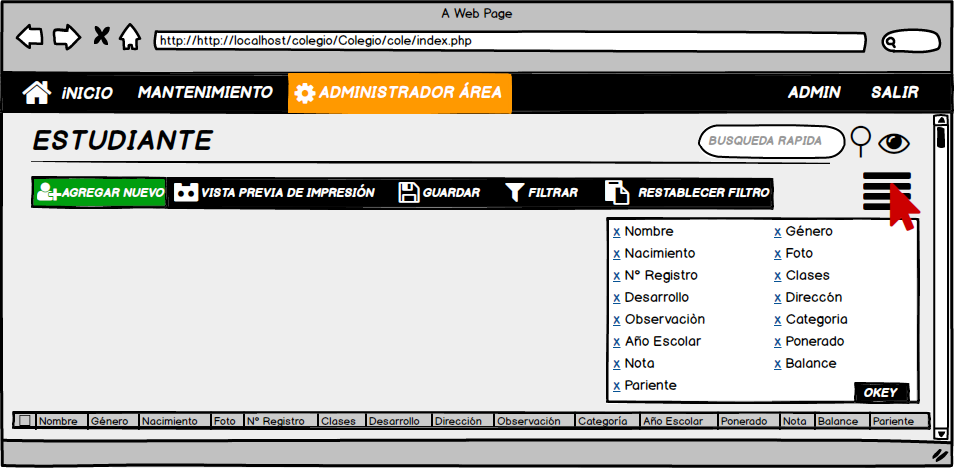 A Web Page
http://http://localhost/colegio/Colegio/cole/index.php
iNICIO MANTENIMIENTO ADMINISTRADOR ÁREA ADMIN SALIR
ESTUDIANTE BUSQUEDA RAPIDA
AGREGAR NUEVO VISTA PREVIA DE IMPRESIÓN GUARDAR FILTRAR RESTABLECER FILTRO
x Nombre x Género
x Nacimiento x Foto
x N° Registro x Clases
x Desarrollo x Direccón
x Observaciòn x Categoria
x Año Escolar x Ponerado
x Nota x Balance
x Pariente
OKEY
Nombre Género Nacimiento Foto N° Registro Clases Desarrollo Dirección Observación Categoría Año Escolar Ponerado Nota Balance Pariente